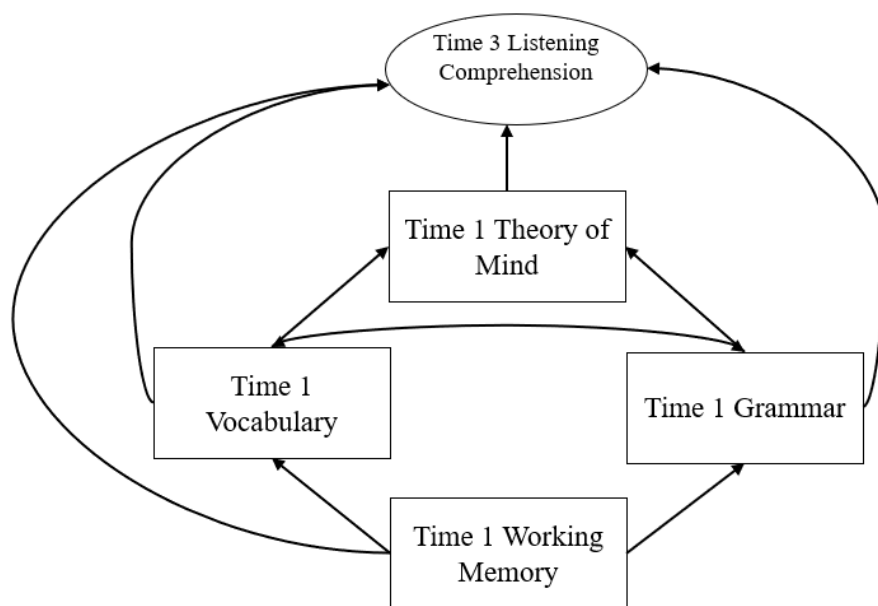 Time 3 Listening
Comprehension
Time 1 Theory of
Mind
Time 1
Vocabulary
Time 1 Grammar
Time 1 Working
Memory